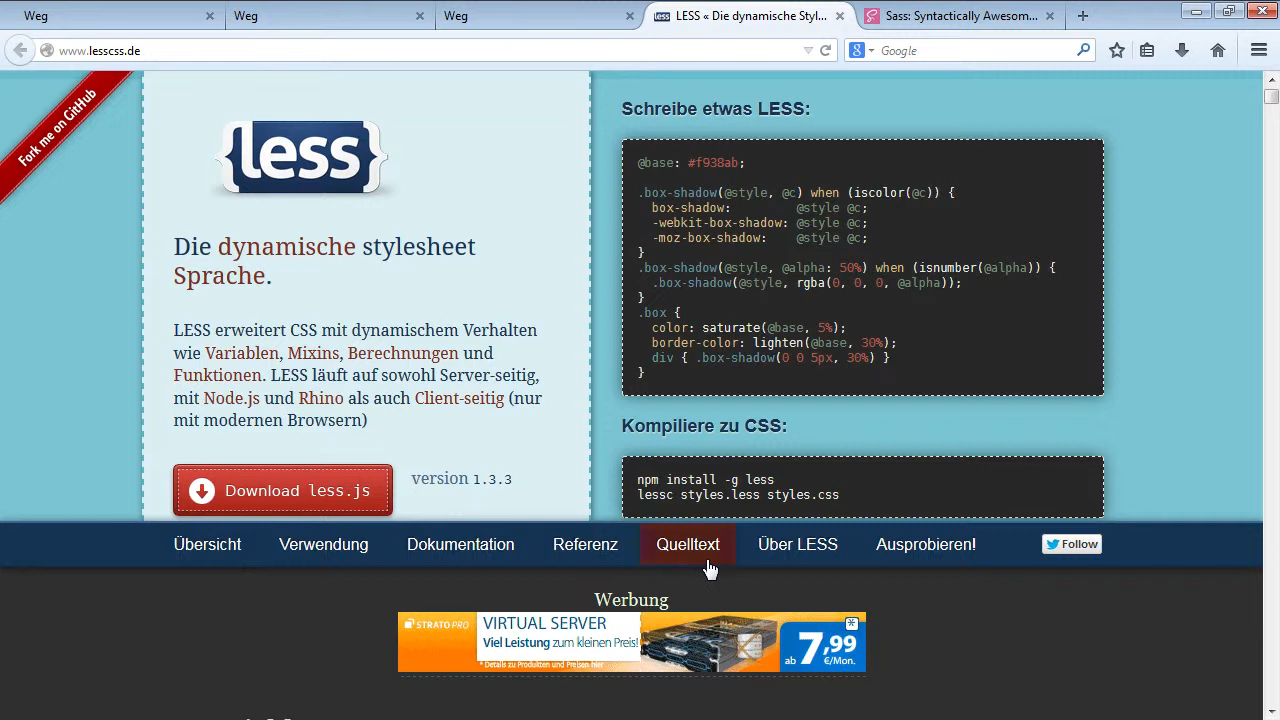 Weg
Weg
Weg
LESS « Die dynamische Styl...
Sass: Syntactically Awesom...
www.lesscss.de
Google
Fork me on GitHub
{less}
Die dynamische stylesheet
Sprache.
LESS erweitert CSS mit dynamischem Verhalten
wie Variablen, Mixins, Berechnungen und
Funktionen. LESS läuft auf sowohl Server-seitig,
mit Node.js und Rhino als auch Client-seitig (nur
mit modernen Browsern)
Download less.js
version 1.3.3
Schreibe etwas LESS:
@base: #f938ab;
.box-shadow(@style, @c) when (iscolor(@c)) {
box-shadow: @style @c;
-webkit-box-shadow: @style @c;
-moz-box-shadow: @style @c;
}
.box-shadow(@style, @alpha: 50%) when (isnumber(@alpha)) {
.box-shadow(@style, rgba(0, 0, 0, @alpha));
}
.box {
color: saturate(@base, 5%);
border-color: lighten(@base, 30%);
div { .box-shadow(0 0 5px, 30%) }
}
Kompiliere zu CSS:
npm install -g less
lessc styles.less styles.css
Übersicht Verwendung Dokumentation Referenz Quelltext Über LESS Ausprobieren! Follow
Werbung
STRATO PRO
VIRTUAL SERVER
Viel Leistung zum kleinen Preis!
* Details zu Produkten und Preisen hier
ab 7,99 €/Mon.
*